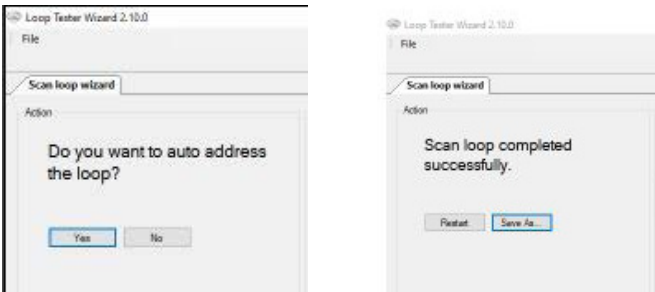 Loop Tester Wizard 2.10.0
File
Scan loop wizard
Action
Do you want to auto address
the loop?
Yes No
Loop Tester Wizard 2.10.0
File
Scan loop wizard
Action
Scan loop completed
successfully.
Restart Save As...